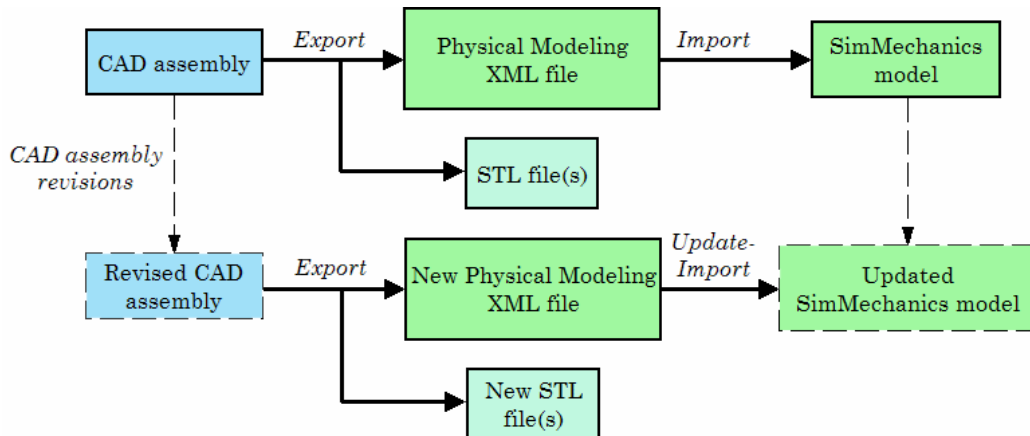 Export
Import
CAD assembly
Physical Modeling
XML file
SimMechanics
model
CAD assembly
revisions
STL file(s)
Revised CAD
assembly
Export
New Physical Modeling
XML file
Update-
Import
Updated
SimMechanics model
New STL
file(s)